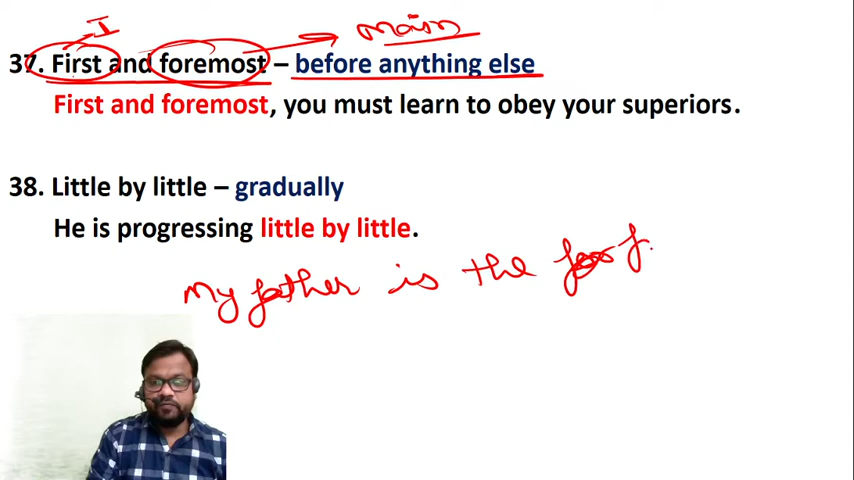 I main
37. First and foremost – before anything else
First and foremost, you must learn to obey your superiors.
38. Little by little – gradually
He is progressing little by little.
My father is the f